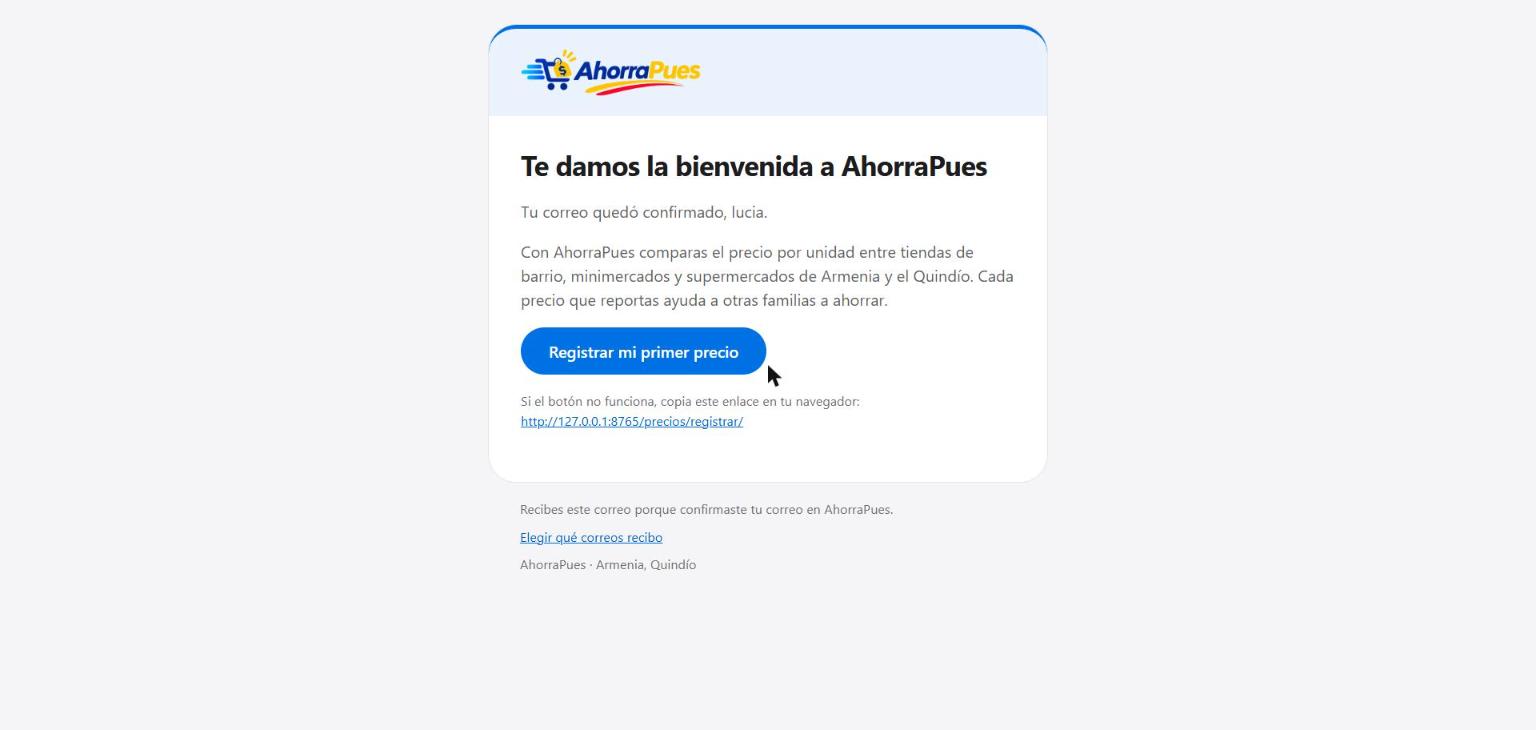 AhorraPues
Te damos la bienvenida a AhorraPues
Tu correo quedó confirmado, lucia.
Con AhorraPues comparas el precio por unidad entre tiendas de
barrio, minimercados y supermercados de Armenia y el Quindío. Cada
precio que reportas ayuda a otras familias a ahorrar.
Registrar mi primer precio
Si el botón no funciona, copia este enlace en tu navegador:
http://127.0.0.1:8765/precios/registrar/
Recibes este correo porque confirmaste tu correo en AhorraPues.
Elegir qué correos recibo
AhorraPues · Armenia, Quindío